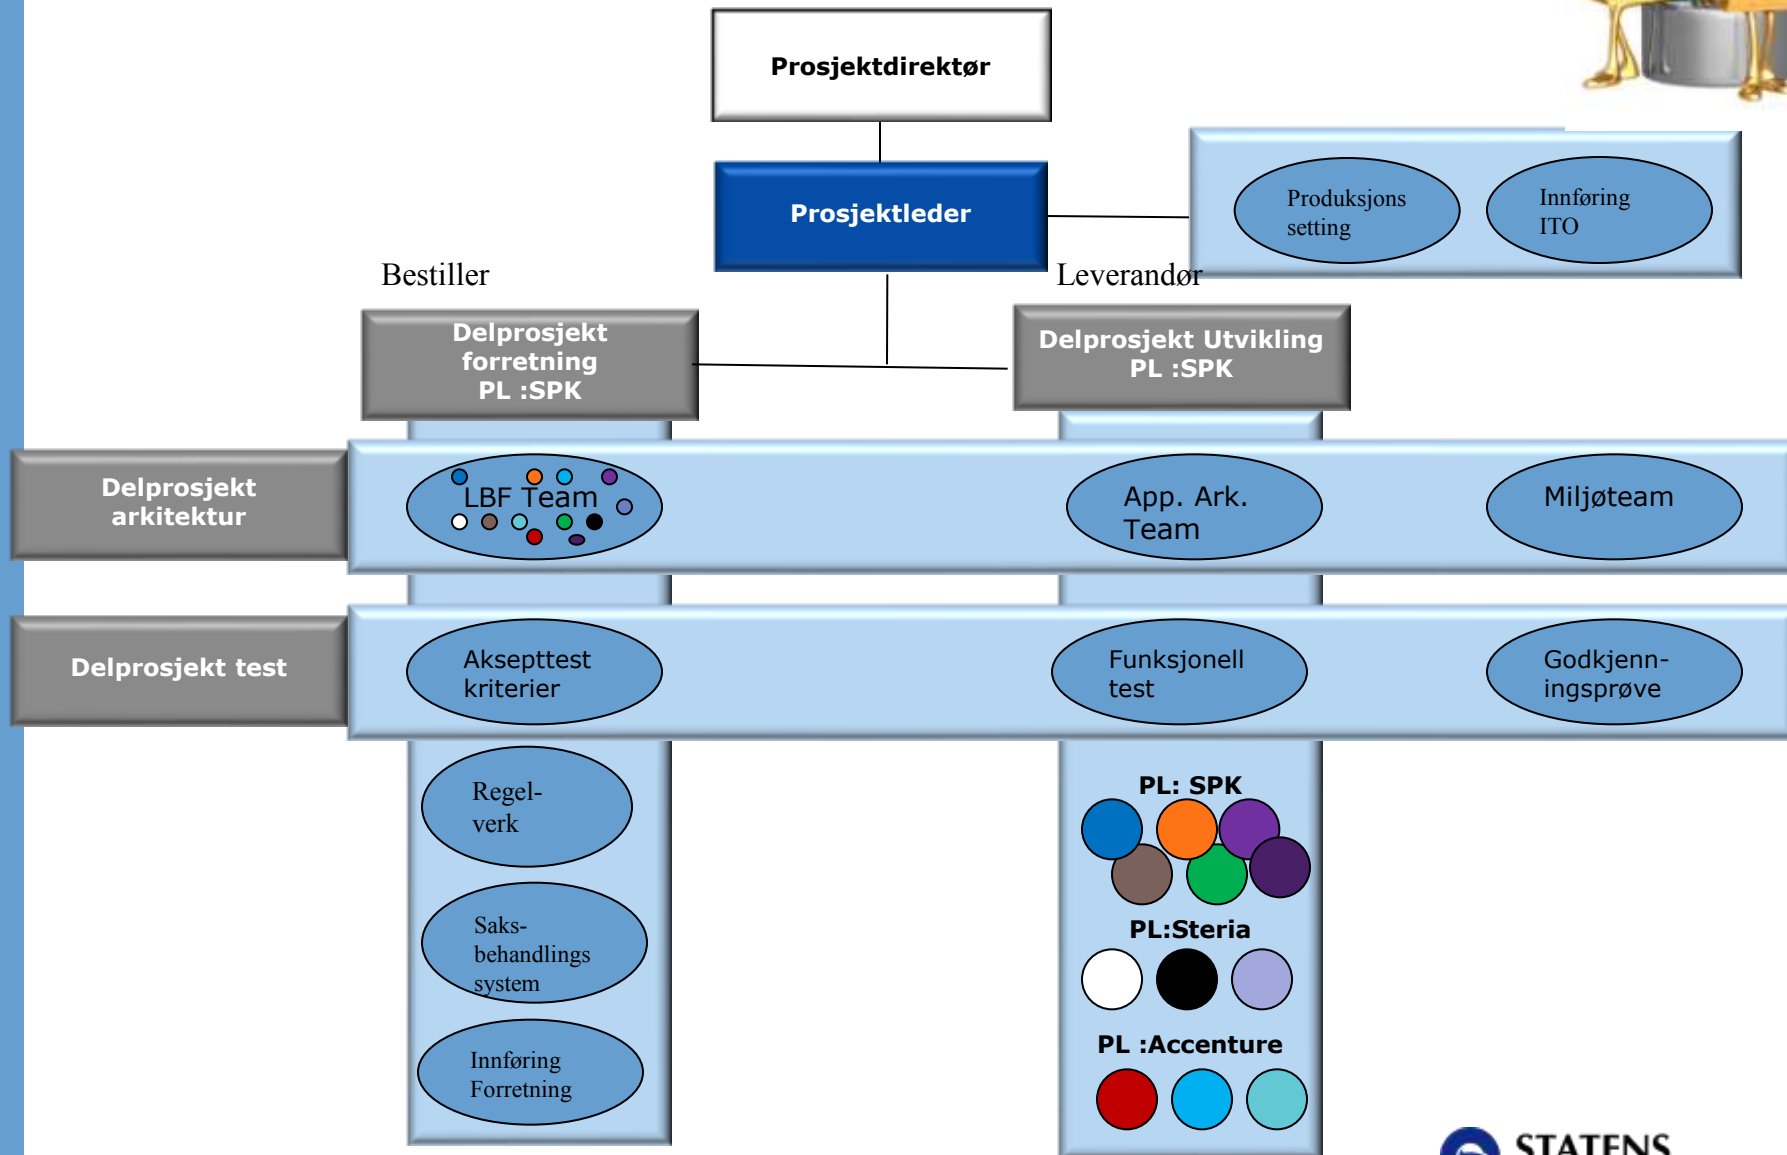 Prosjektdirektør
Prosjektleder
Produksjons
setting
Innføring
ITO
Bestiller
Leverandør
Delprosjekt
forretning
PL :SPK
Delprosjekt Utvikling
PL :SPK
Delprosjekt
arkitektur
LBF Team
App. Ark.
Team
Miljøteam
Delprosjekt test
Aksepttest
kriterier
Funksjonell
test
Godkjenn-
ingsprøve
Regel-
verk
Saks-
behandlings
system
Innføring
Forretning
PL: SPK
PL:Steria
PL :Accenture
STATENS